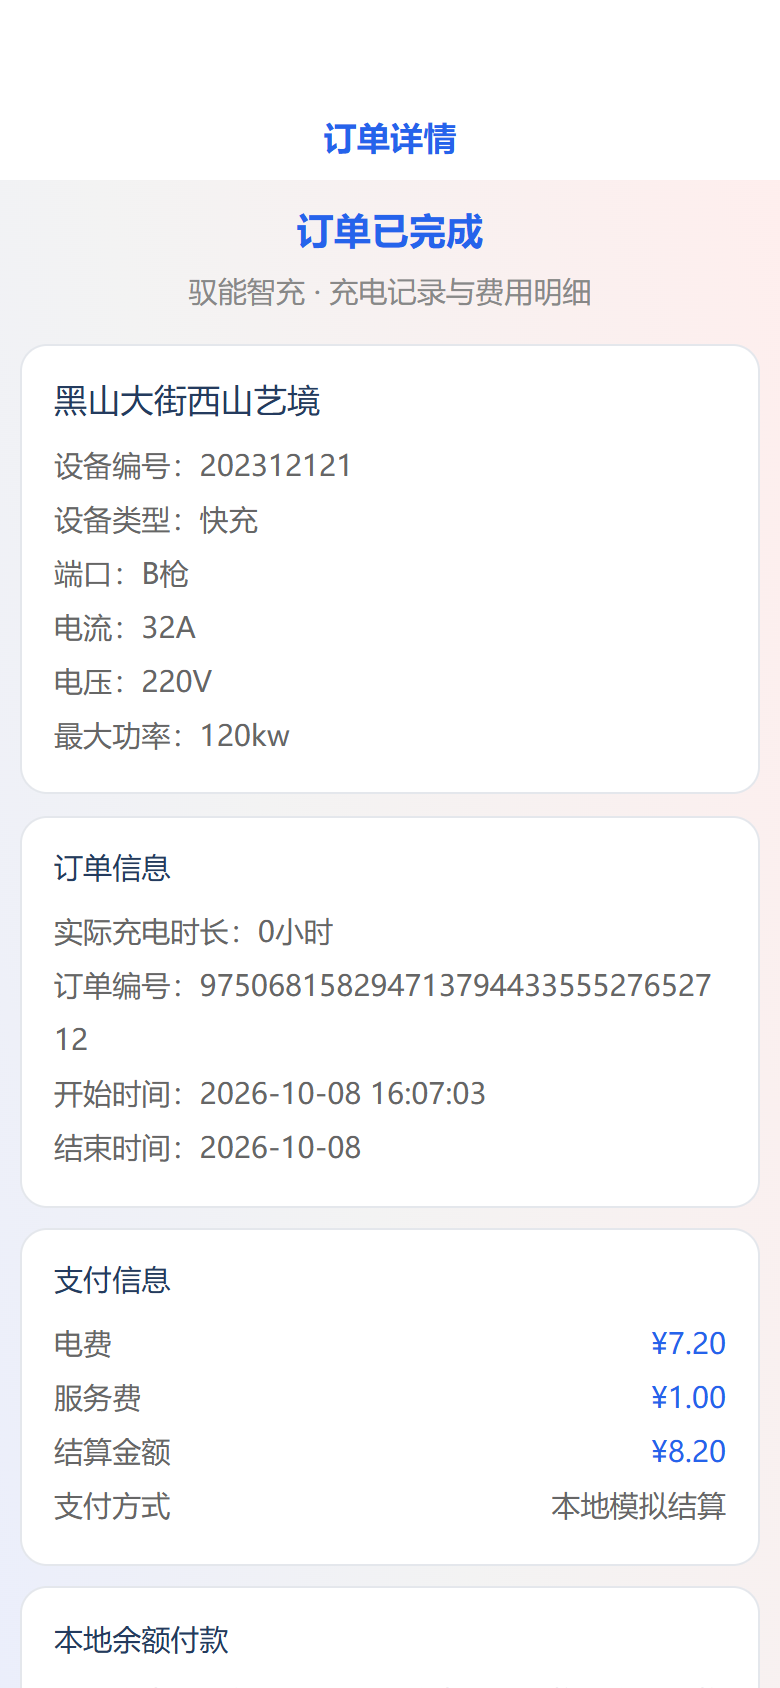 订单详情
订单已完成
驭能智充 · 充电记录与费用明细
黑山大街西山艺境
设备编号：202312121
设备类型：快充
端口：B枪
电流：32A
电压：220V
最大功率：120kw
订单信息
实际充电时长：0小时
订单编号：975068158294713794433555276527
12
开始时间：2026-10-08 16:07:03
结束时间：2026-10-08
支付信息
电费 ¥7.20
服务费 ¥1.00
结算金额 ¥8.20
支付方式 本地模拟结算
本地余额付款